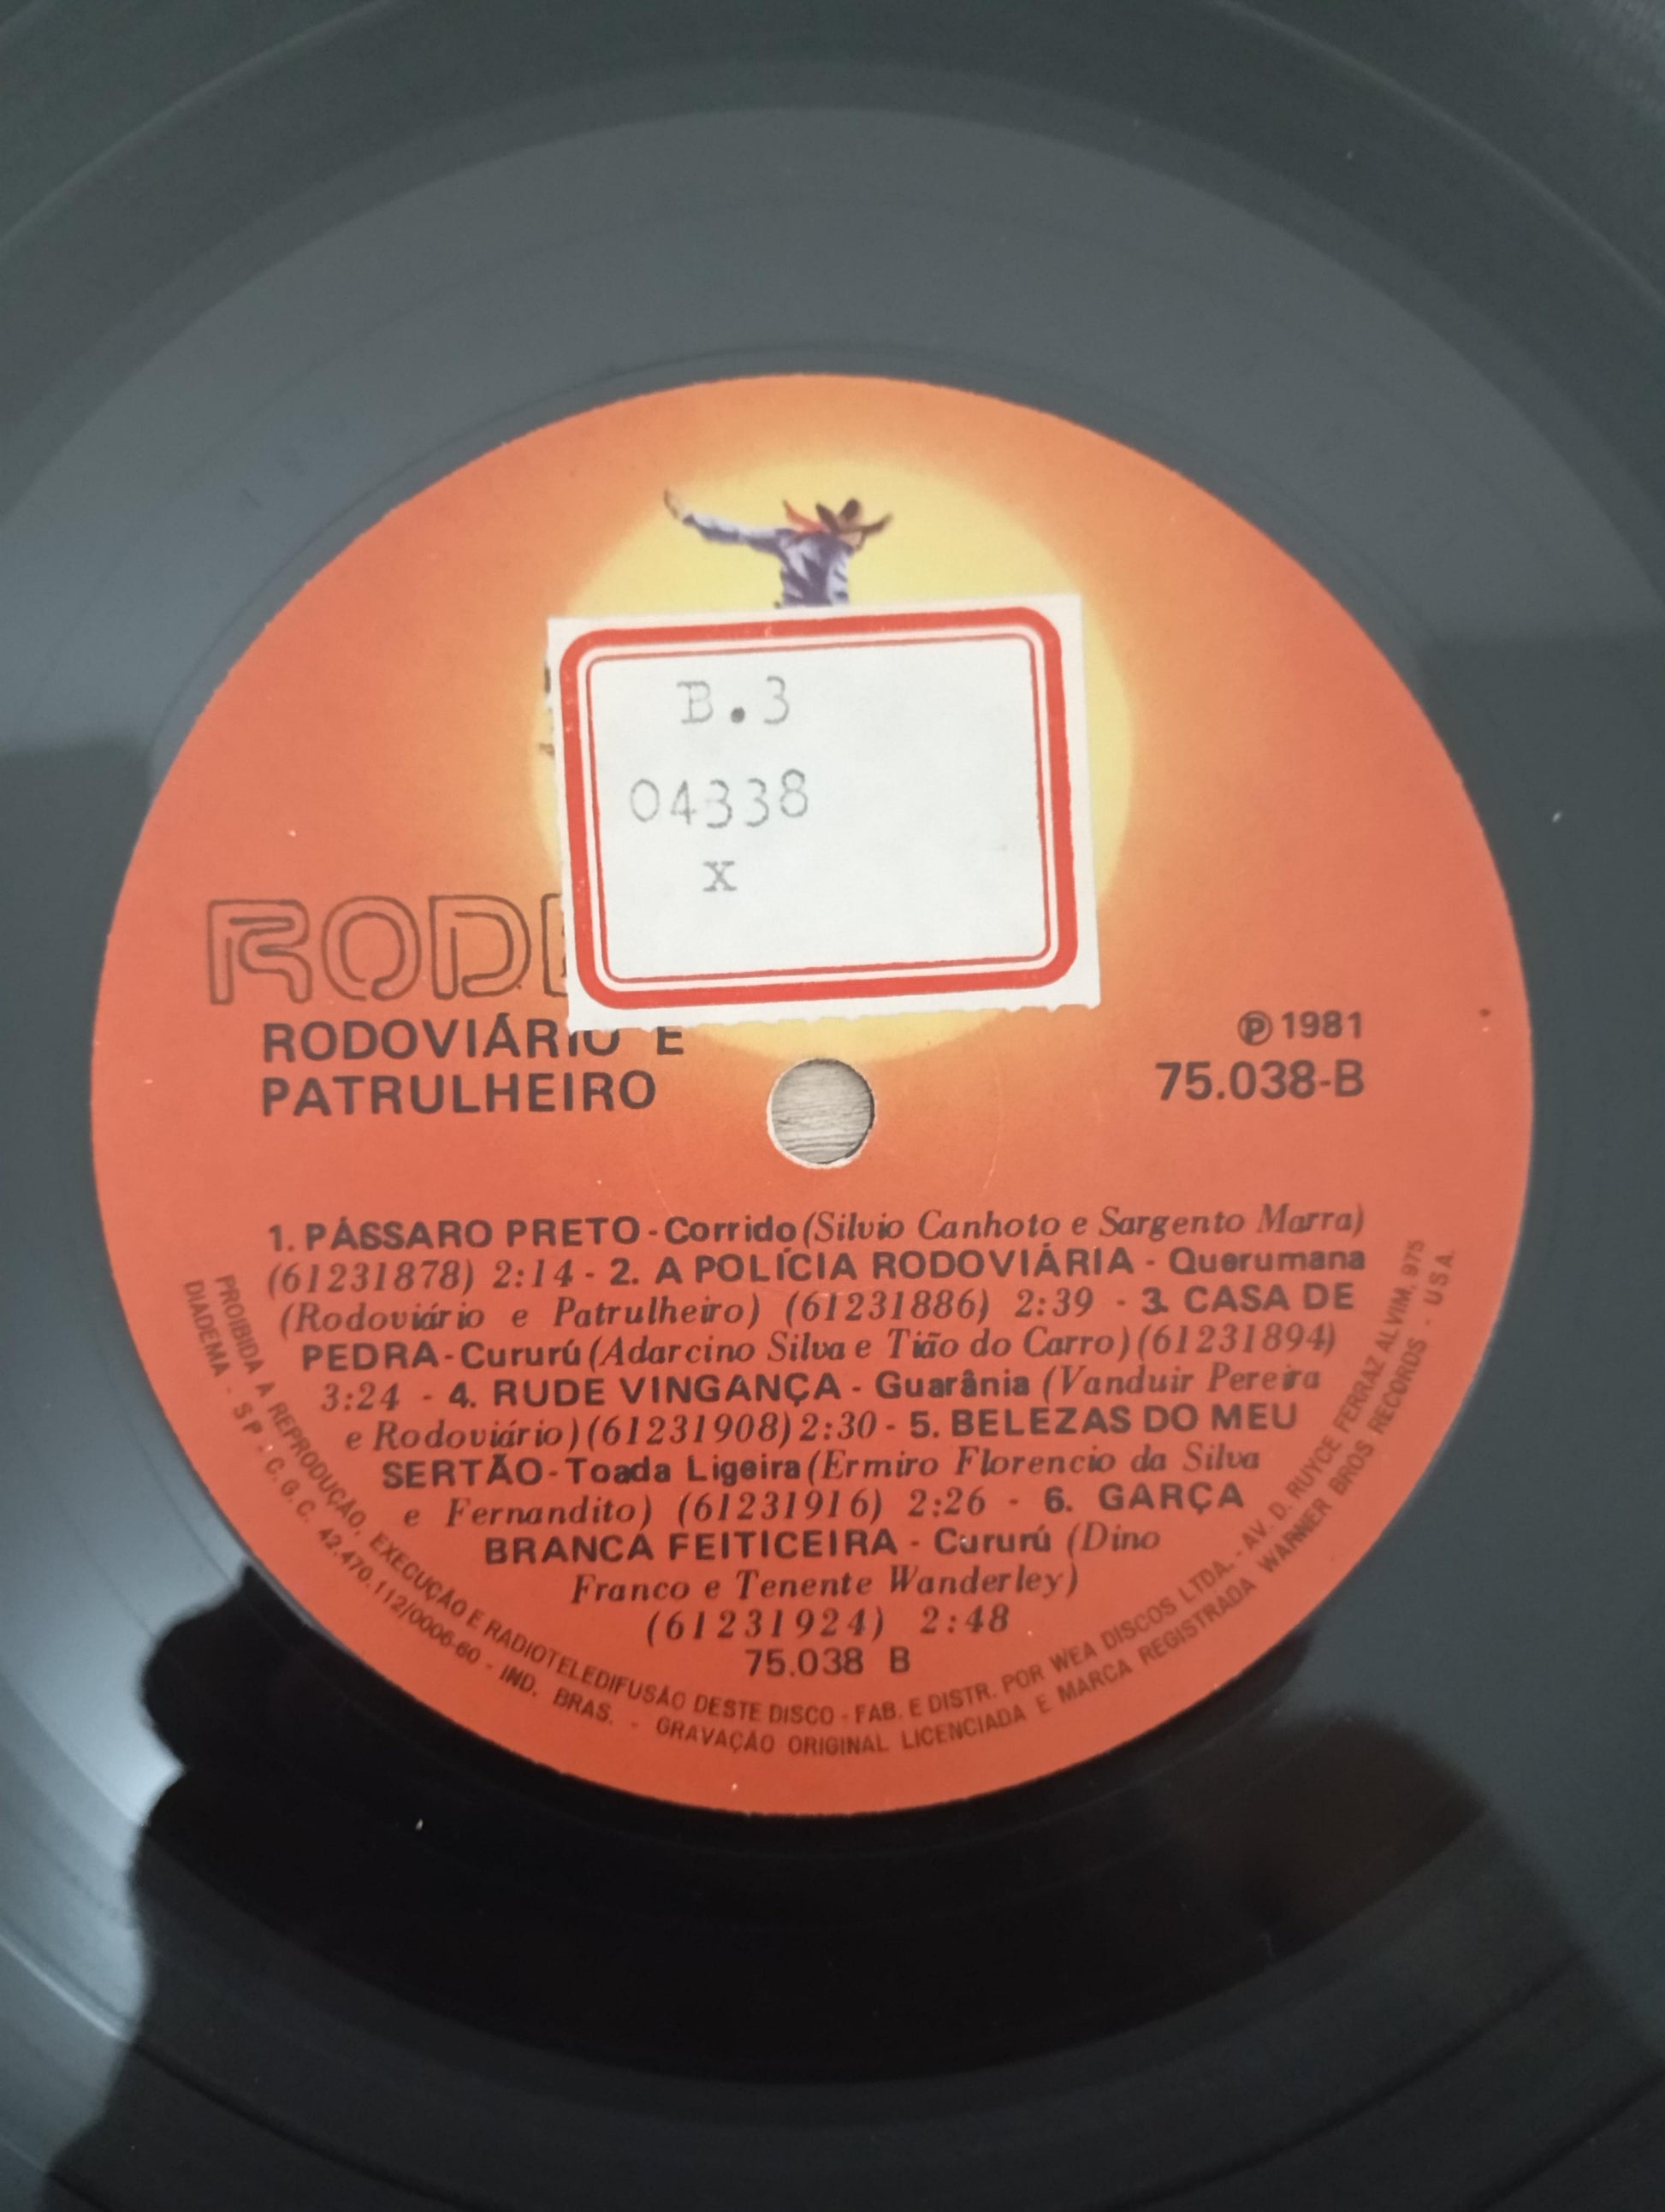 B.3
04338
x
RODE
RODOVIÁRIO E
PATRULHEIRO
℗ 1981
75.038-B
1. PÁSSARO PRETO - Corrido (Silvio Canhoto e Sargento Marra)
(61231878) 2:14 - 2. A POLÍCIA RODOVIÁRIA - Querumana
(Rodoviário e Patrulheiro) (61231886) 2:39 - 3. CASA DE
PEDRA - Cururú (Adarcino Silva e Tião do Carro) (61231894)
3:24 - 4. RUDE VINGANÇA - Guarânia (Vanduir Pereira
e Rodoviário) (61231908) 2:30 - 5. BELEZAS DO MEU
SERTÃO - Toada Ligeira (Ermiro Florencio da Silva
e Fernandito) (61231916) 2:26 - 6. GARÇA
BRANCA FEITICEIRA - Cururú (Dino
Franco e Tenente Wanderley)
(61231924) 2:48
75.038 B
PROIBIDA A REPRODUÇÃO, EXECUÇÃO E RADIOTELEDIFUSÃO DESTE DISCO - FAB. E DISTR. POR WEA DISCOS LTDA. - AV. D. RUYCE FERRAZ ALVIM, 975
DIADEMA - S P - C. G. C. 42.470.112/0006-60 - IND. BRAS. - GRAVAÇÃO ORIGINAL LICENCIADA E MARCA REGISTRADA WARNER BROS RECORDS - U S A.